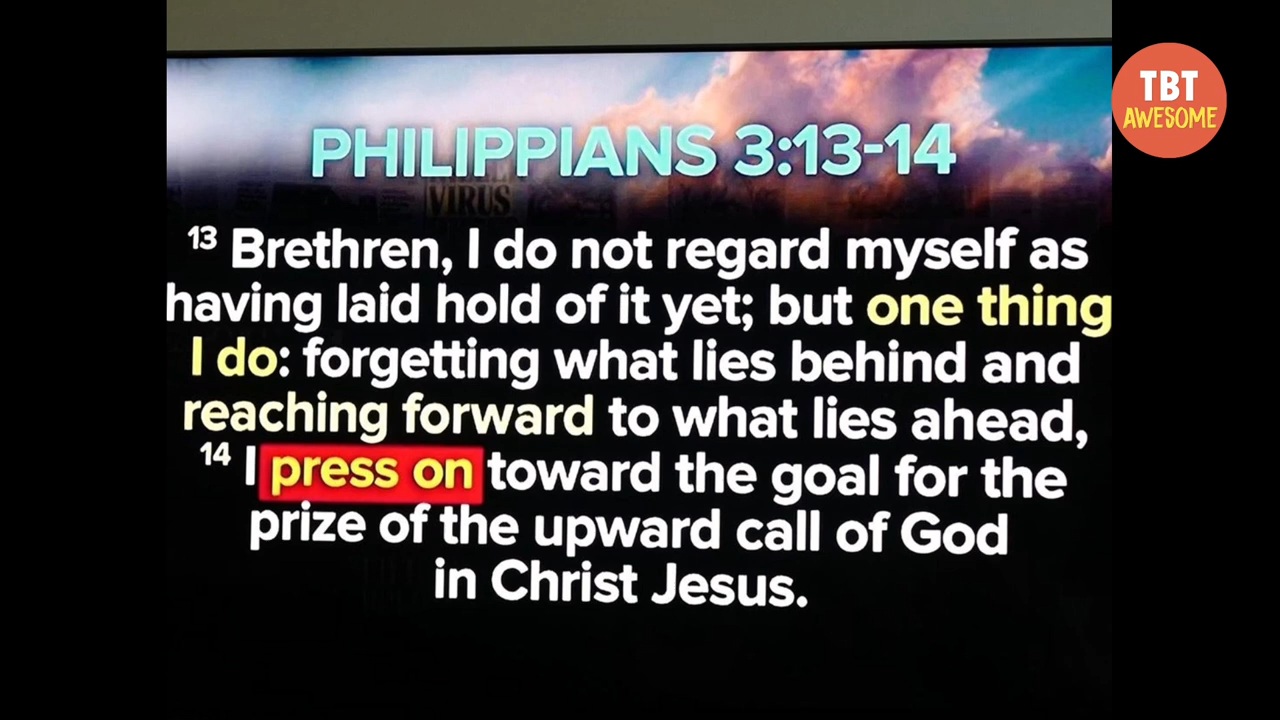 TBT
AWESOME
PHILIPPIANS 3:13-14
VIRUS
13 Brethren, I do not regard myself as
having laid hold of it yet; but one thing
I do: forgetting what lies behind and
reaching forward to what lies ahead,
14 I press on toward the goal for the
prize of the upward call of God
in Christ Jesus.